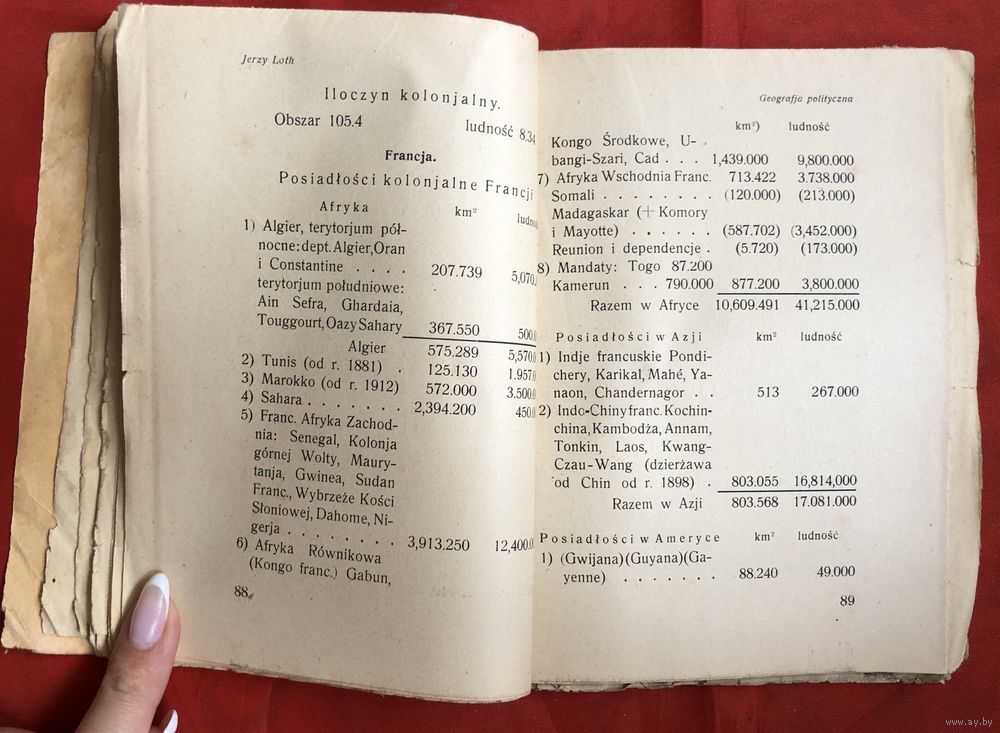 Jerzy Loth
Iloczyn kolonjalny.
Obszar 105.4 ludność 8.34
Francja.
Posiadłości kolonjalne Francji
Afryka km² ludno
1) Algier, terytorjum pół-
nocne: dept. Algier, Oran
i Constantine . . . . 207.739 5,070.
terytorjum południowe:
Ain Sefra, Ghardaia,
Touggourt, Oazy Sahary 367.550 500.
Algier 575.289 5,570.
2) Tunis (od r. 1881) . 125.130 1.957.
3) Marokko (od r. 1912) 572.000 3.500.
4) Sahara . . . . . . . 2,394.200 450.
5) Franc. Afryka Zachod-
nia: Senegal, Kolonja
górnej Wolty, Maury-
tanja, Gwinea, Sudan
Franc., Wybrzeże Kości
Słoniowej, Dahome, Ni-
gerja . . . . . . . . 3,913.250 12,400.
6) Afryka Równikowa
(Kongo franc.) Gabun,
88
Geografja polityczna
km²) ludność
Kongo Środkowe, U-
bangi-Szari, Cad . . . 1,439.000 9,800.000
7) Afryka Wschodnia Franc. 713.422 3.738.000
Somali . . . . . . . . (120.000) (213.000)
Madagaskar (+ Komory
i Mayotte) . . . . . . (587.702) (3,452.000)
Reunion i dependencje . (5.720) (173.000)
8) Mandaty: Togo 87.200
Kamerun . . . 790.000 877.200 3,800.000
Razem w Afryce 10,609.491 41,215.000
Posiadłości w Azji km² ludność
1) Indje francuskie Pondi-
chery, Karikal, Mahé, Ya-
naon, Chandernagor . . 513 267.000
2) Indo-Chiny franc. Kochin-
china, Kambodża, Annam,
Tonkin, Laos, Kwang-
Czau-Wang (dzierżawa
od Chin od r. 1898) . 803.055 16,814,000
Razem w Azji 803.568 17.081.000
Posiadłości w Ameryce km² ludność
1) (Gwijana) (Guyana) (Ga-
yenne) . . . . . . . 88.240 49.000
89
www.ay.by